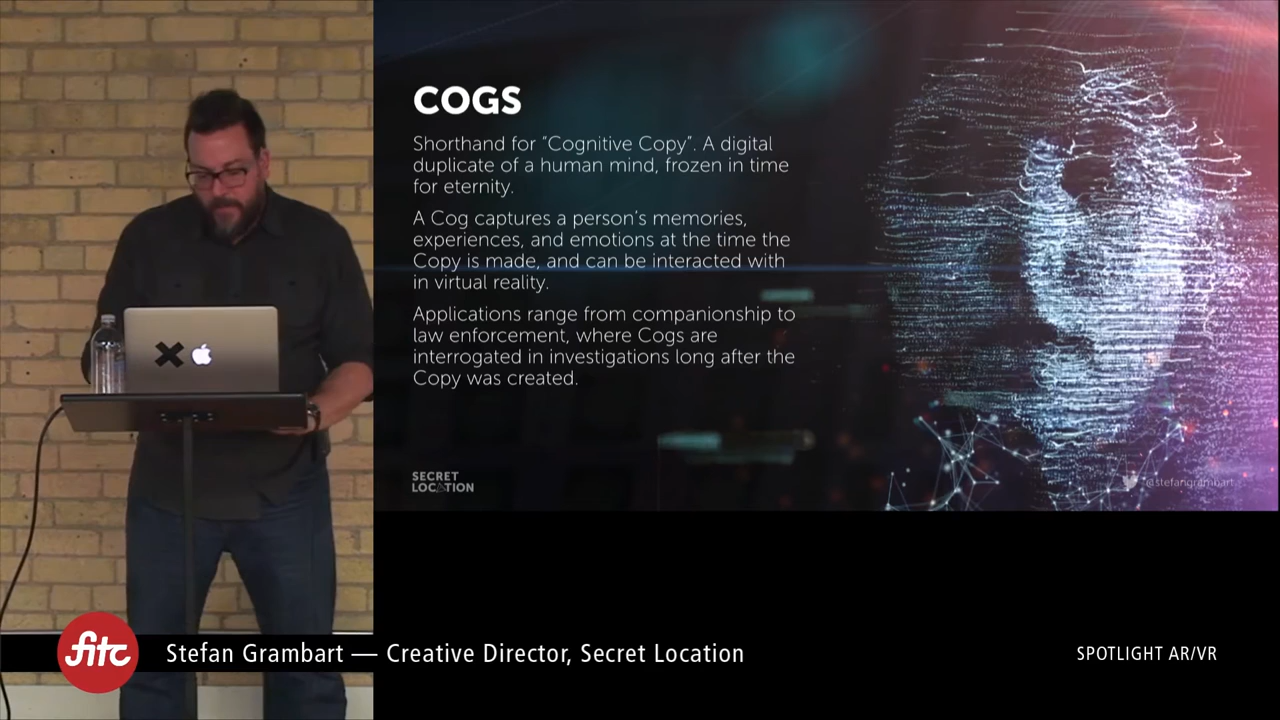 COGS
Shorthand for “Cognitive Copy”. A digital
duplicate of a human mind, frozen in time
for eternity.
A Cog captures a person’s memories,
experiences, and emotions at the time the
Copy is made, and can be interacted with
in virtual reality.
Applications range from companionship to
law enforcement, where Cogs are
interrogated in investigations long after the
Copy was created.
SECRET
LOCATION
@stefangrambart
fitc
Stefan Grambart — Creative Director, Secret Location
SPOTLIGHT AR/VR